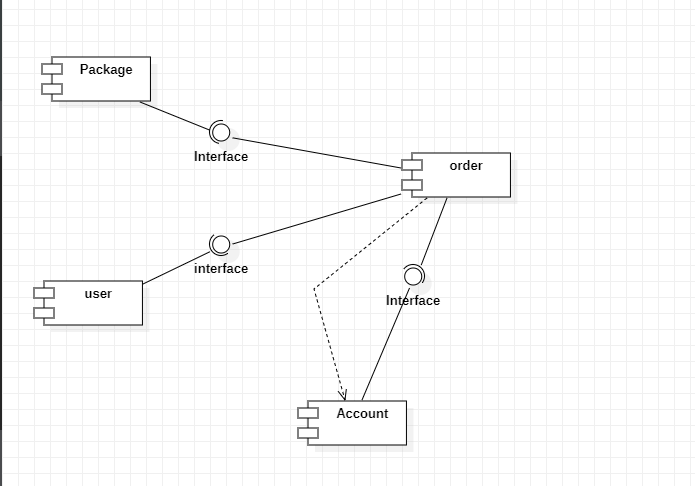 Package
Interface
order
interface
user
Interface
Account